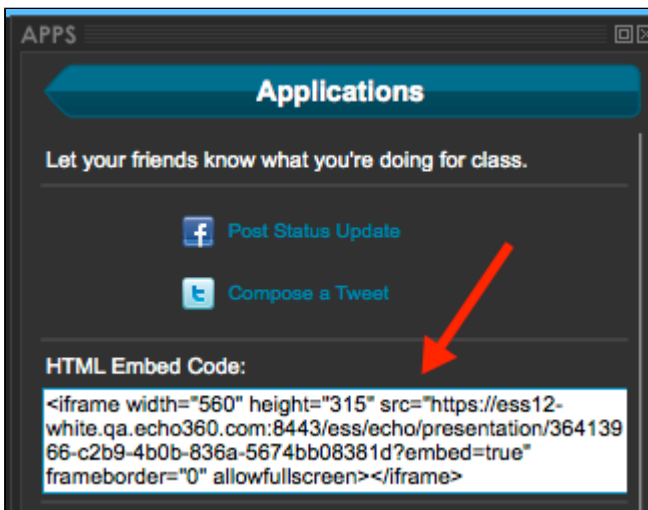 APPS
Applications
Let your friends know what you're doing for class.
Post Status Update
Compose a Tweet
HTML Embed Code:
<iframe width="560" height="315" src="https://ess12-
white.qa.echo360.com:8443/ess/echo/presentation/364139
66-c2b9-4b0b-836a-5674bb08381d?embed=true"
frameborder="0" allowfullscreen></iframe>